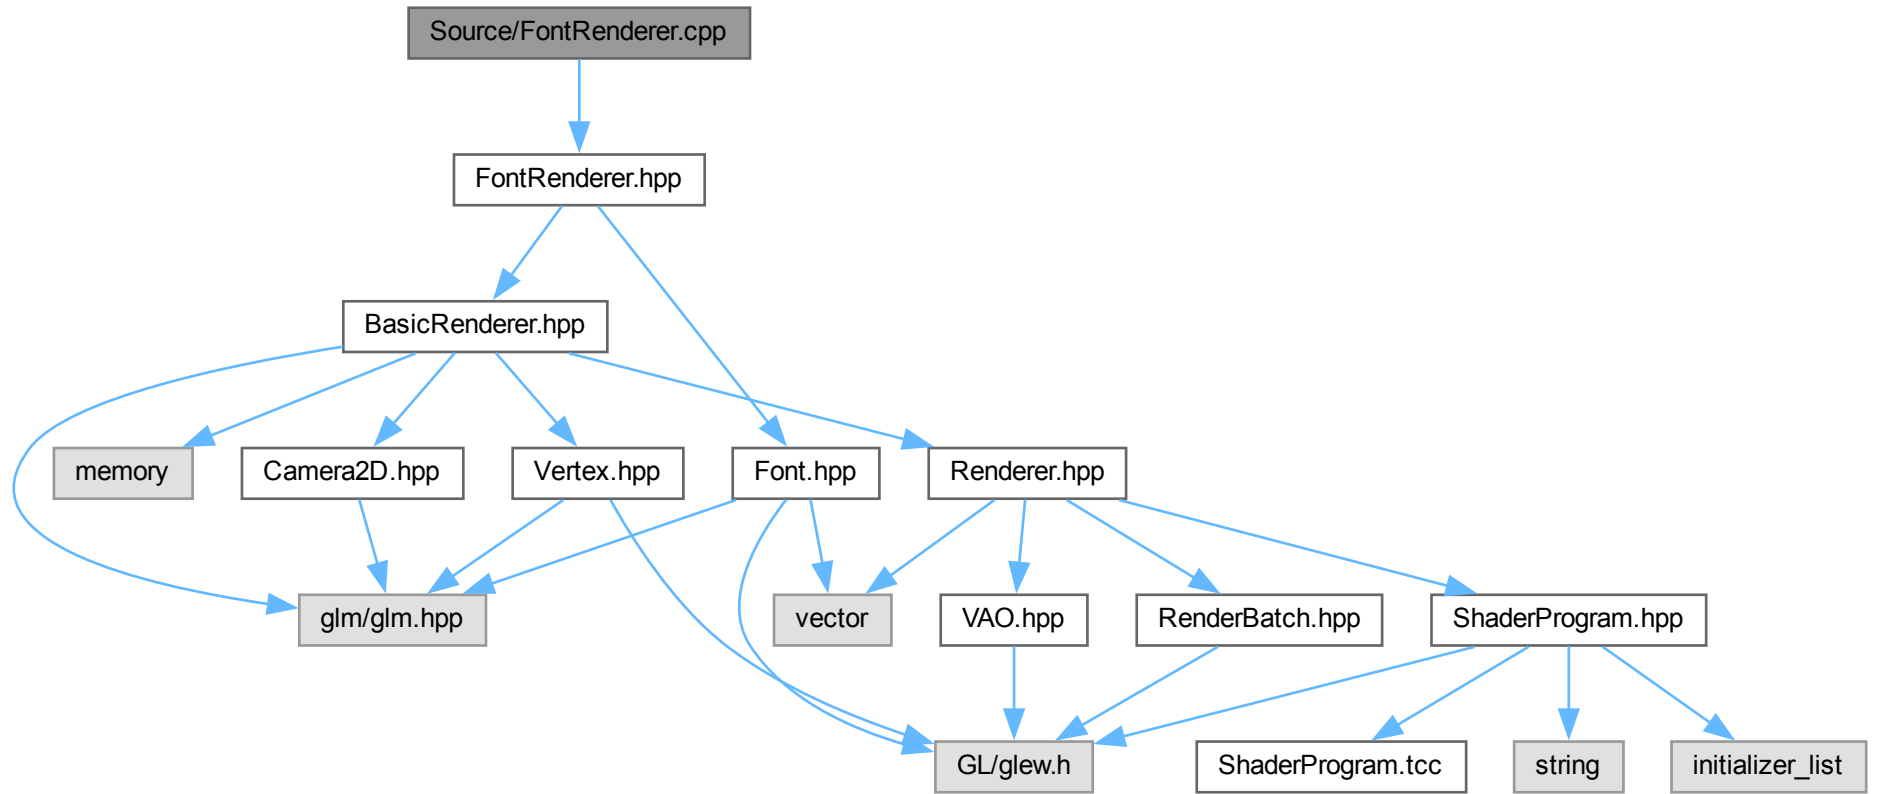 Source/FontRenderer.cpp
FontRenderer.hpp
BasicRenderer.hpp
memory
Camera2D.hpp
Vertex.hpp
Font.hpp
Renderer.hpp
glm/glm.hpp
vector
VAO.hpp
RenderBatch.hpp
ShaderProgram.hpp
GL/glew.h
ShaderProgram.tcc
string
initializer_list